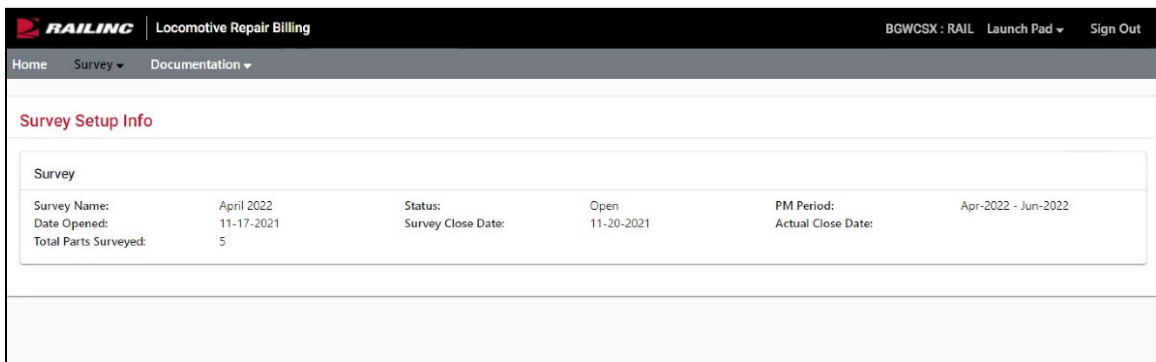 RAILINC Locomotive Repair Billing BGWCSX : RAIL Launch Pad Sign Out
Home Survey Documentation
Survey Setup Info
Survey
Survey Name: April 2022 Status: Open PM Period: Apr-2022 - Jun-2022
Date Opened: 11-17-2021 Survey Close Date: 11-20-2021 Actual Close Date:
Total Parts Surveyed: 5